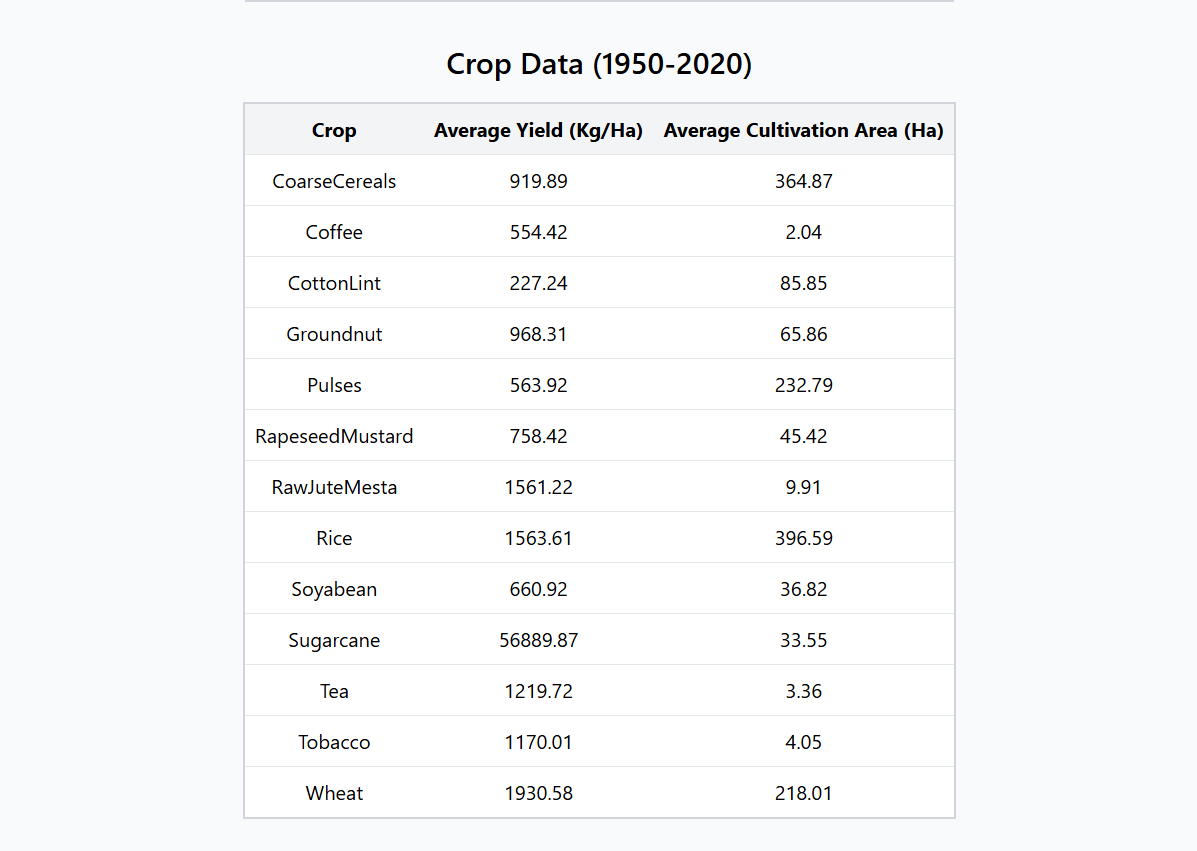 Crop Data (1950-2020)
Crop Average Yield (Kg/Ha) Average Cultivation Area (Ha)
CoarseCereals 919.89 364.87
Coffee 554.42 2.04
CottonLint 227.24 85.85
Groundnut 968.31 65.86
Pulses 563.92 232.79
RapeseedMustard 758.42 45.42
RawJuteMesta 1561.22 9.91
Rice 1563.61 396.59
Soyabean 660.92 36.82
Sugarcane 56889.87 33.55
Tea 1219.72 3.36
Tobacco 1170.01 4.05
Wheat 1930.58 218.01